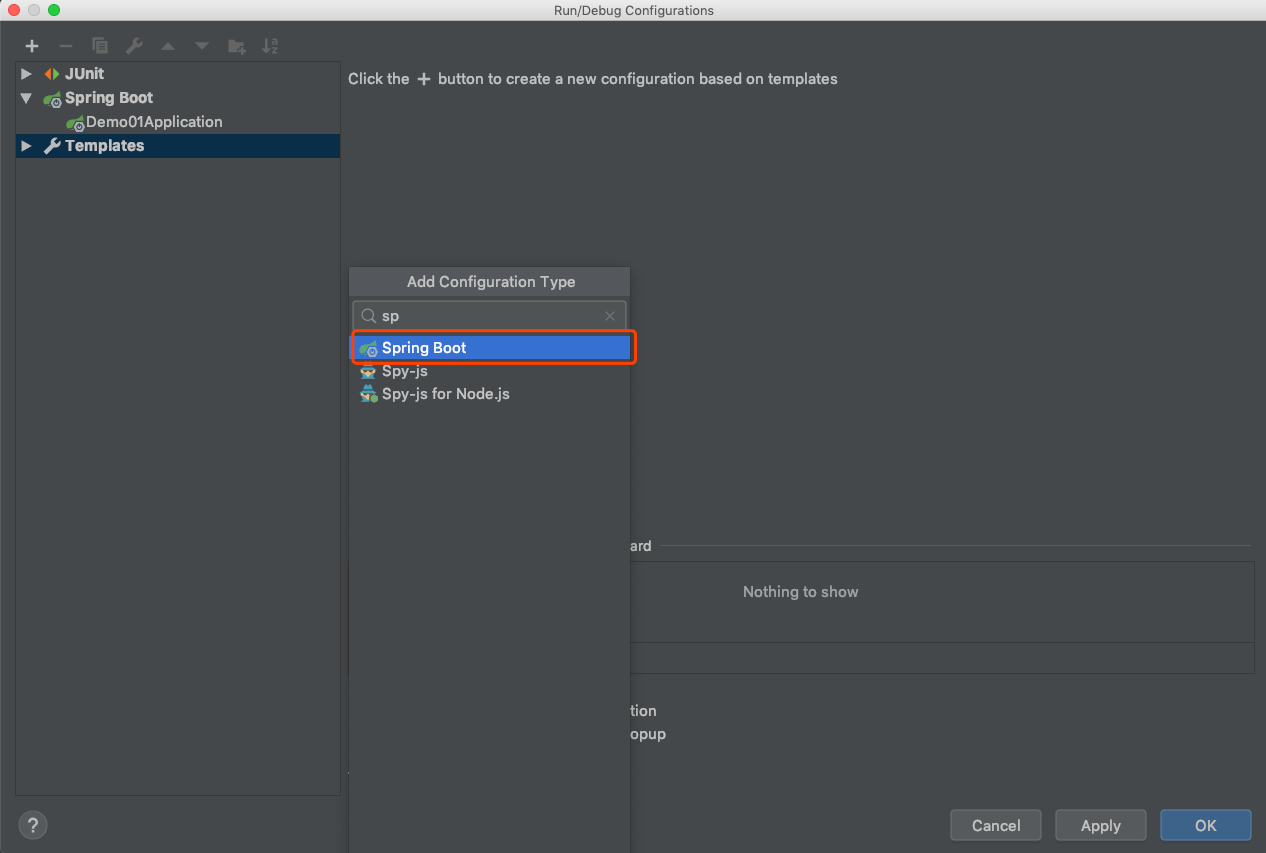 Run/Debug Configurations
JUnit
Spring Boot
Demo01Application
Templates
Click the + button to create a new configuration based on templates
Add Configuration Type
sp
Spring Boot
Spy-js
Spy-js for Node.js
ard
Nothing to show
tion
opup
?
Cancel
Apply
OK